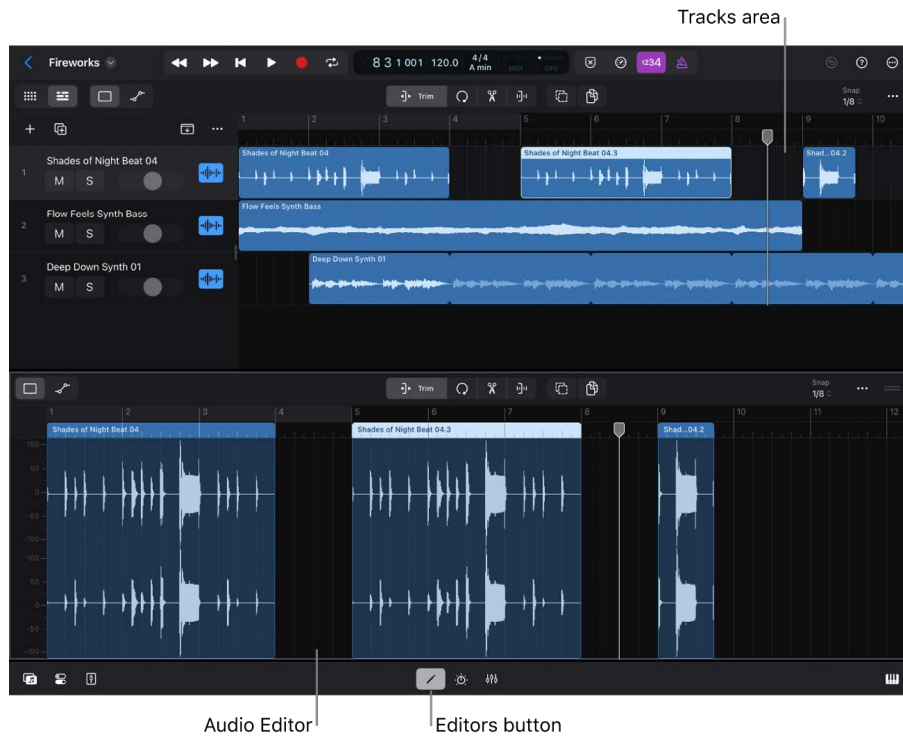 Tracks area
Fireworks
8 3 1 001 120.0 4/4 A min MIDI CPU
1234
Trim
Snap
1/8
1 2 3 4 5 6 7 8 9 10
1 Shades of Night Beat 04
M S
Shades of Night Beat 04
Shades of Night Beat 04.3
Shad...04.2
2 Flow Feels Synth Bass
M S
Flow Feels Synth Bass
3 Deep Down Synth 01
M S
Deep Down Synth 01
Trim
Snap
1/8
1 2 3 4 5 6 7 8 9 10 11 12
Shades of Night Beat 04
Shades of Night Beat 04.3
Shad...04.2
100
50
0
-50
-100
100
50
0
-50
-100
Audio Editor
Editors button